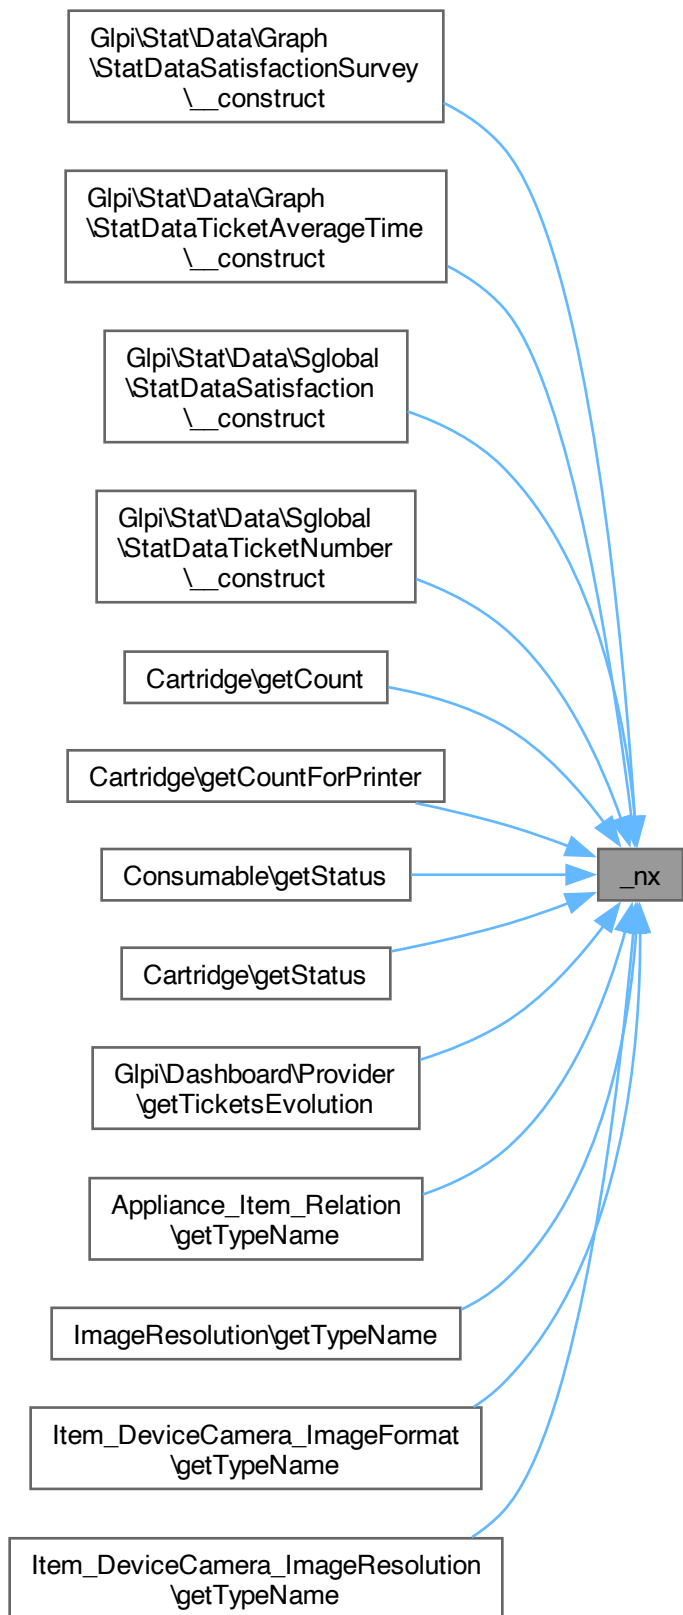 Glpi\Stat\Data\Graph
\StatDataSatisfactionSurvey
\__construct
Glpi\Stat\Data\Graph
\StatDataTicketAverageTime
\__construct
Glpi\Stat\Data\Sglobal
\StatDataSatisfaction
\__construct
Glpi\Stat\Data\Sglobal
\StatDataTicketNumber
\__construct
Cartridge\getCount
Cartridge\getCountForPrinter
Consumable\getStatus
_nx
Cartridge\getStatus
Glpi\Dashboard\Provider
\getTicketsEvolution
Appliance_Item_Relation
\getTypeName
ImageResolution\getTypeName
Item_DeviceCamera_ImageFormat
\getTypeName
Item_DeviceCamera_ImageResolution
\getTypeName